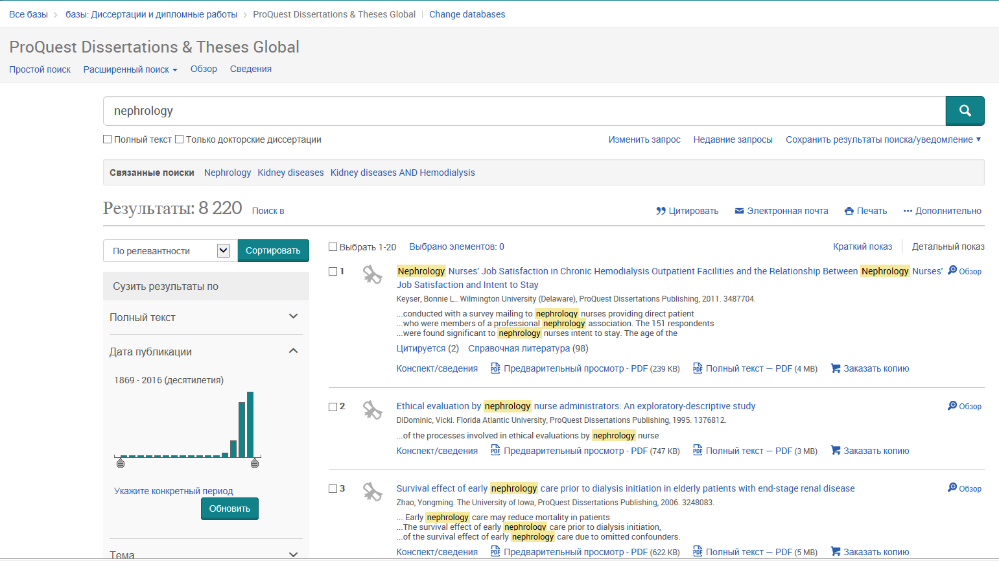 Все базы базы: Диссертации и дипломные работы ProQuest Dissertations & Theses Global Change databases
ProQuest Dissertations & Theses Global
Простой поиск Расширенный поиск Обзор Сведения
nephrology
Полный текст Только докторские диссертации Изменить запрос Недавние запросы Сохранить результаты поиска/уведомление
Связанные поиски Nephrology Kidney diseases Kidney diseases AND Hemodialysis
Результаты: 8 220 Поиск в Цитировать Электронная почта Печать Дополнительно
По релевантности Сортировать
Сузить результаты по
Полный текст
Дата публикации
1869 - 2016 (десятилетия)
Укажите конкретный период
Обновить
Тема
Выбрать 1-20 Выбрано элементов: 0 Краткий показ Детальный показ
1 Nephrology Nurses' Job Satisfaction in Chronic Hemodialysis Outpatient Facilities and the Relationship Between Nephrology Nurses' Обзор
Job Satisfaction and Intent to Stay
Keyser, Bonnie L.. Wilmington University (Delaware), ProQuest Dissertations Publishing, 2011. 3487704.
...conducted with a survey mailing to nephrology nurses providing direct patient
...who were members of a professional nephrology association. The 151 respondents
...were found significant to nephrology nurses intent to stay. The age of the
Цитируется (2) Справочная литература (98)
Конспект/сведения Предварительный просмотр - PDF (239 KB) Полный текст — PDF (4 MB) Заказать копию
2 Ethical evaluation by nephrology nurse administrators: An exploratory-descriptive study Обзор
DiDominic, Vicki. Florida Atlantic University, ProQuest Dissertations Publishing, 1995. 1376812.
...of the processes involved in ethical evaluations by nephrology nurse
Конспект/сведения Предварительный просмотр - PDF (747 KB) Полный текст — PDF (3 MB) Заказать копию
3 Survival effect of early nephrology care prior to dialysis initiation in elderly patients with end-stage renal disease Обзор
Zhao, Yongming. The University of Iowa, ProQuest Dissertations Publishing, 2006. 3248083.
... Early nephrology care may reduce mortality in patients
...The survival effect of early nephrology care prior to dialysis initiation,
...of the survival effect of early nephrology care due to omitted confounders.
Конспект/сведения Предварительный просмотр - PDF (622 KB) Полный текст — PDF (5 MB) Заказать копию